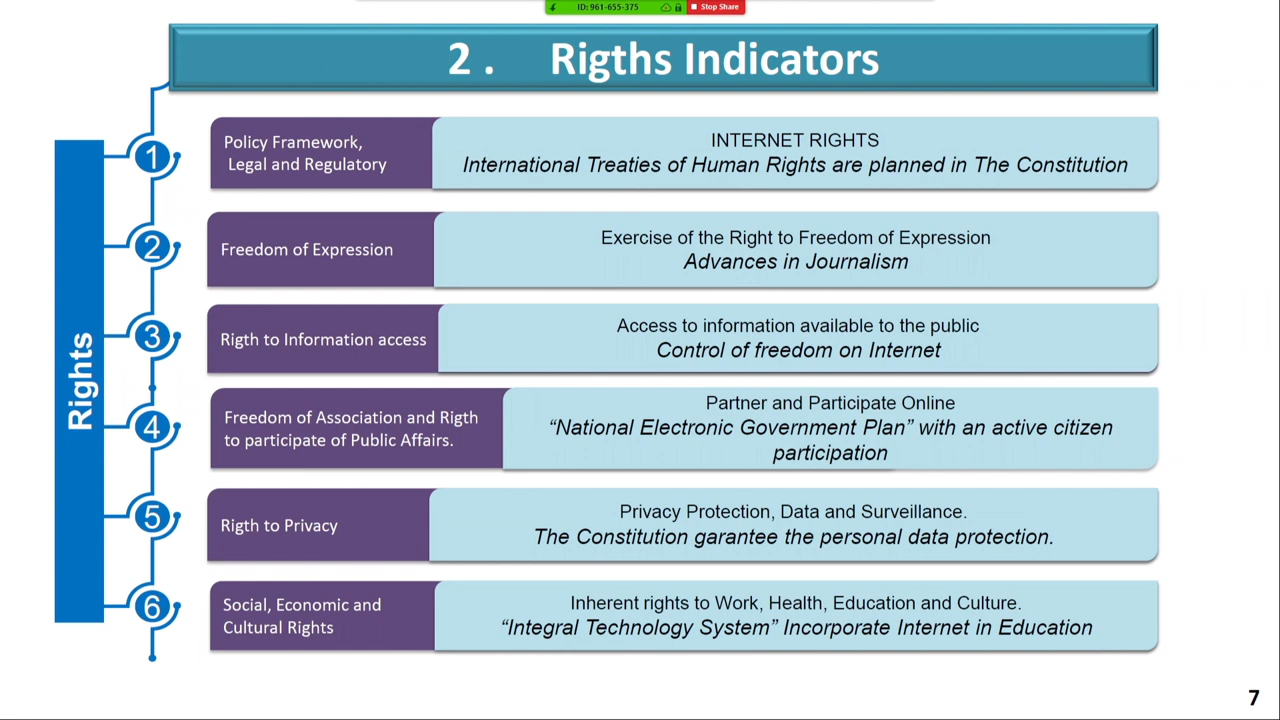 ID: 961-655-375
Stop Share
2 . Rigths Indicators
Rights
1
Policy Framework,
Legal and Regulatory
INTERNET RIGHTS
International Treaties of Human Rights are planned in The Constitution
2
Freedom of Expression
Exercise of the Right to Freedom of Expression
Advances in Journalism
3
Rigth to Information access
Access to information available to the public
Control of freedom on Internet
4
Freedom of Association and Rigth
to participate of Public Affairs.
Partner and Participate Online
“National Electronic Government Plan” with an active citizen
participation
5
Rigth to Privacy
Privacy Protection, Data and Surveillance.
The Constitution garantee the personal data protection.
6
Social, Economic and
Cultural Rights
Inherent rights to Work, Health, Education and Culture.
“Integral Technology System” Incorporate Internet in Education
7